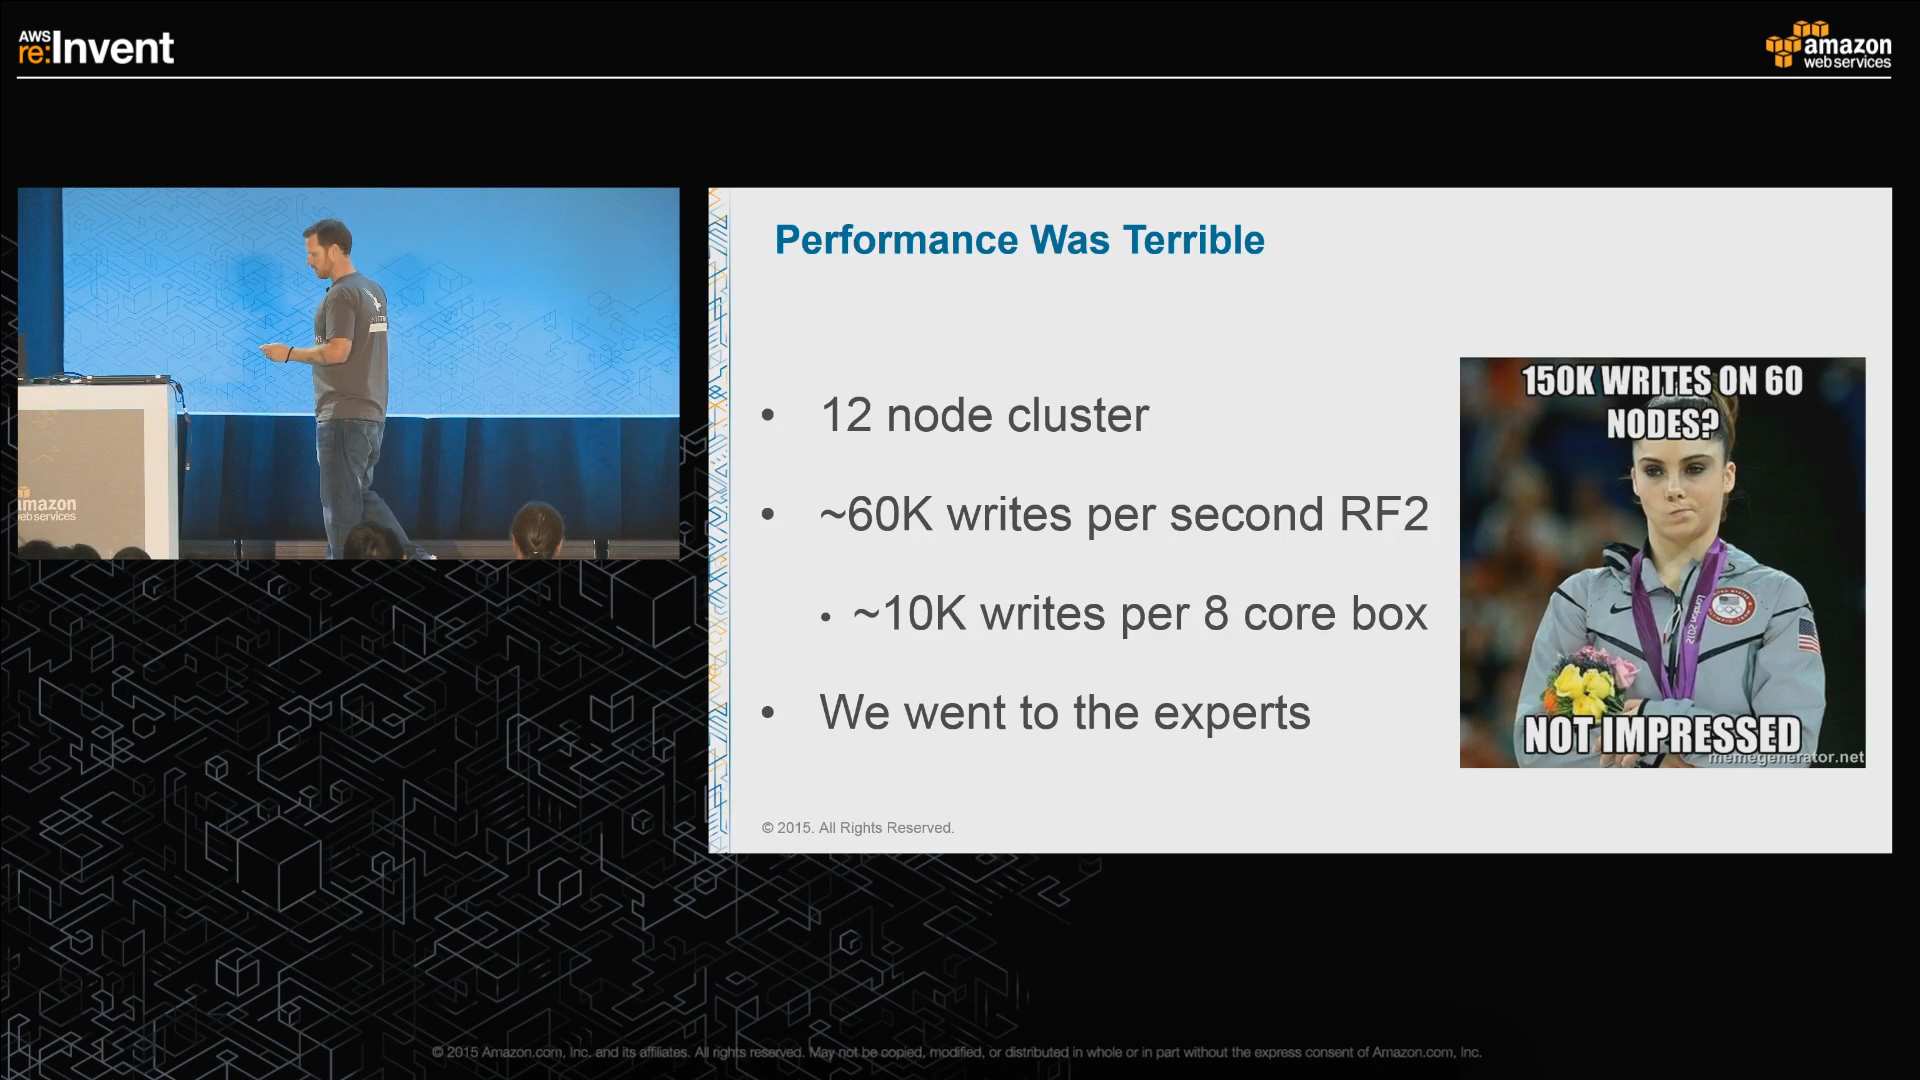 AWS
re:Invent
amazon
web services
amazon
web services
Performance Was Terrible
• 12 node cluster
• ~60K writes per second RF2
• ~10K writes per 8 core box
• We went to the experts
150K WRITES ON 60
NODES?
NOT IMPRESSED
memegenerator.net
London 2012
© 2015. All Rights Reserved.
© 2015 Amazon.com, Inc. and its affiliates. All rights reserved. May not be copied, modified, or distributed in whole or in part without the express consent of Amazon.com, Inc.